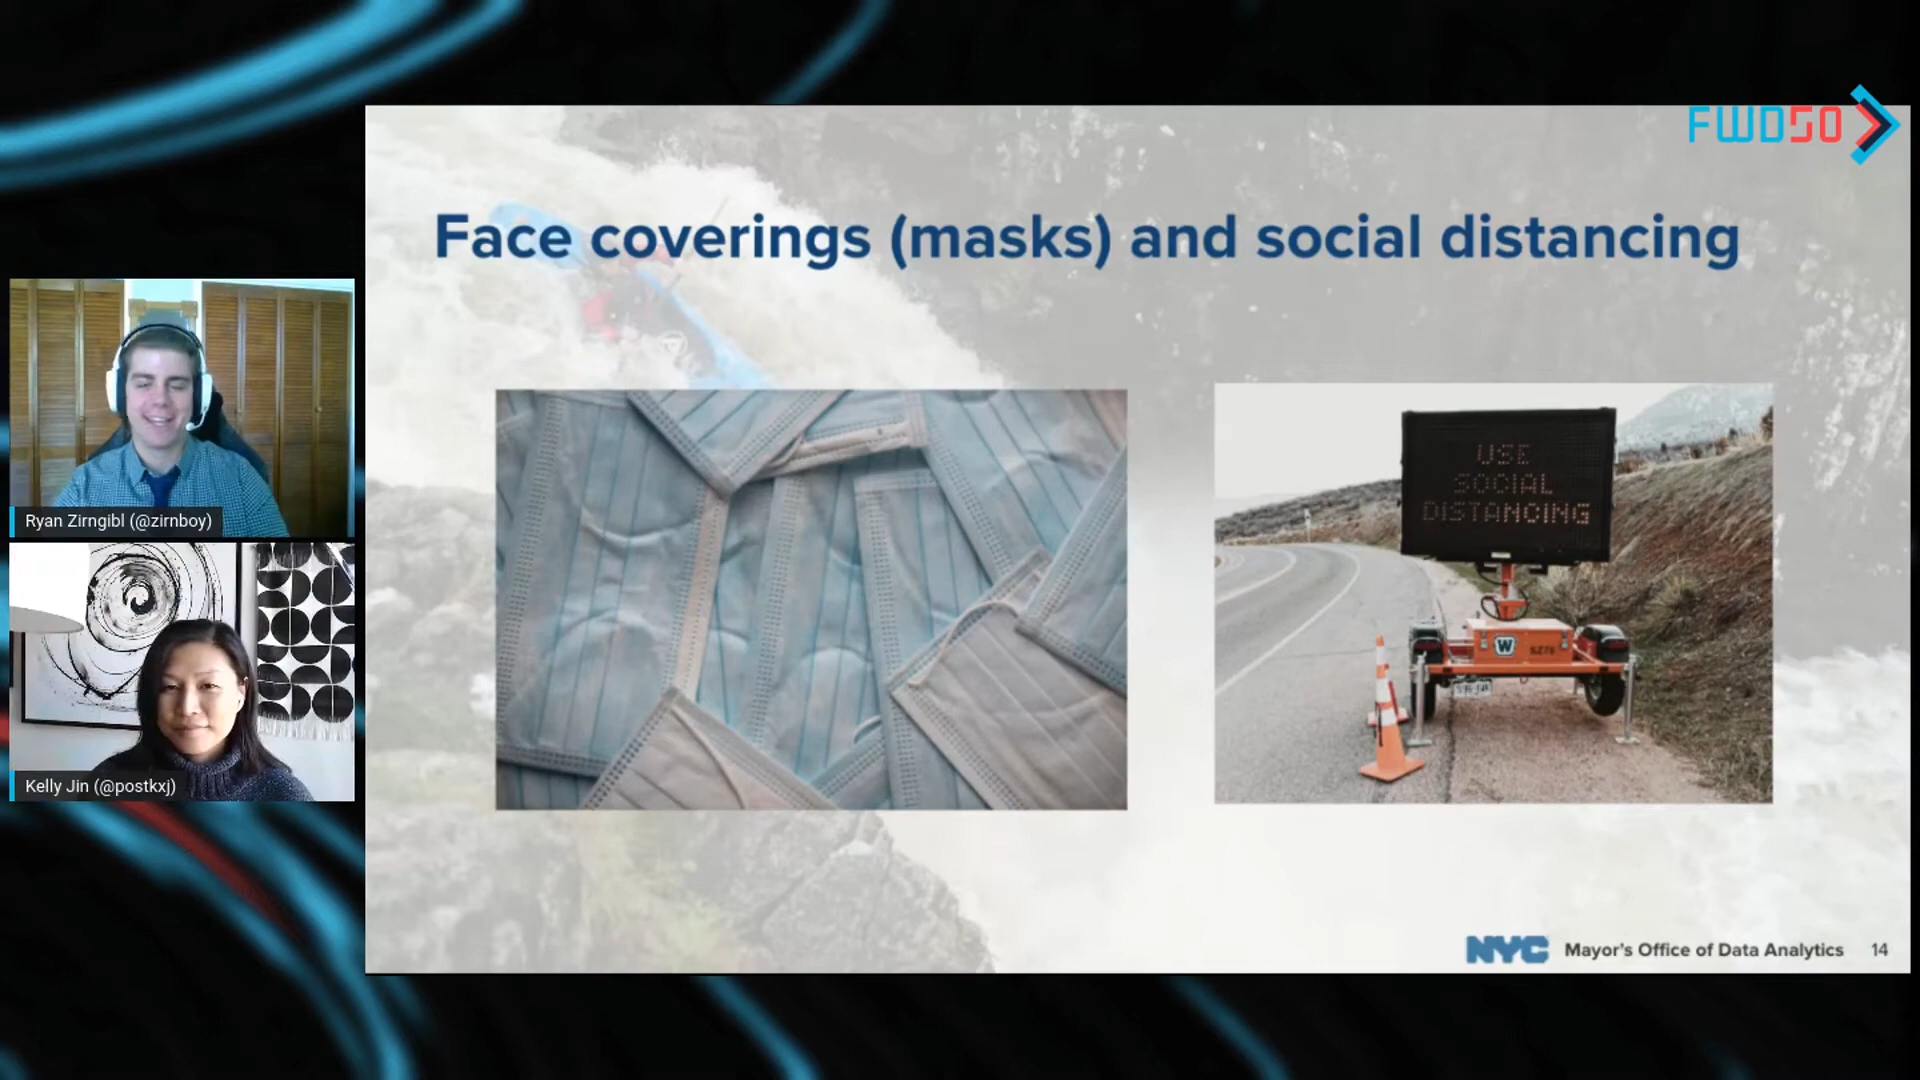 FWD50
Face coverings (masks) and social distancing
USE
SOCIAL
DISTANCING
W
SZ76
Ryan Zirngibl (@zirnboy)
Kelly Jin (@postkxj)
NYC Mayor's Office of Data Analytics 14